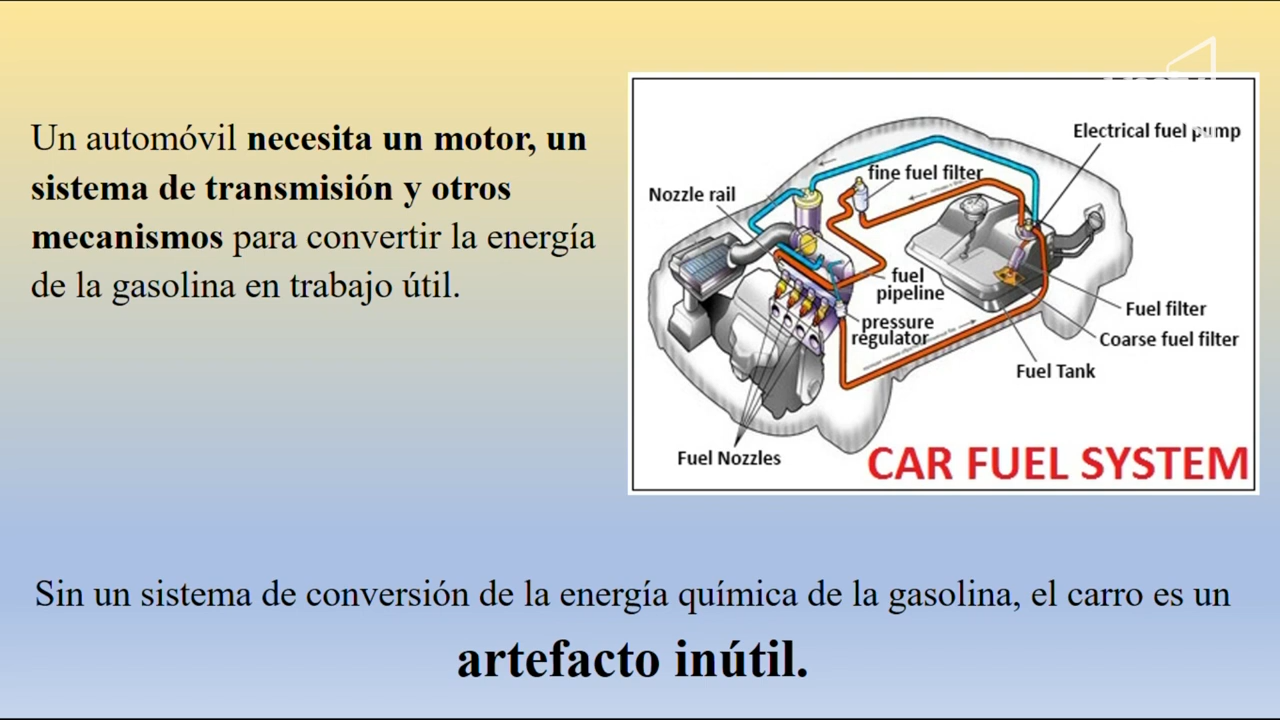 Un automóvil necesita un motor, un
sistema de transmisión y otros
mecanismos para convertir la energía
de la gasolina en trabajo útil.
Electrical fuel pump
fine fuel filter
Nozzle rail
fuel
pipeline
Fuel filter
pressure
regulator
Coarse fuel filter
Fuel Tank
Fuel Nozzles
CAR FUEL SYSTEM
Sin un sistema de conversión de la energía química de la gasolina, el carro es un
artefacto inútil.